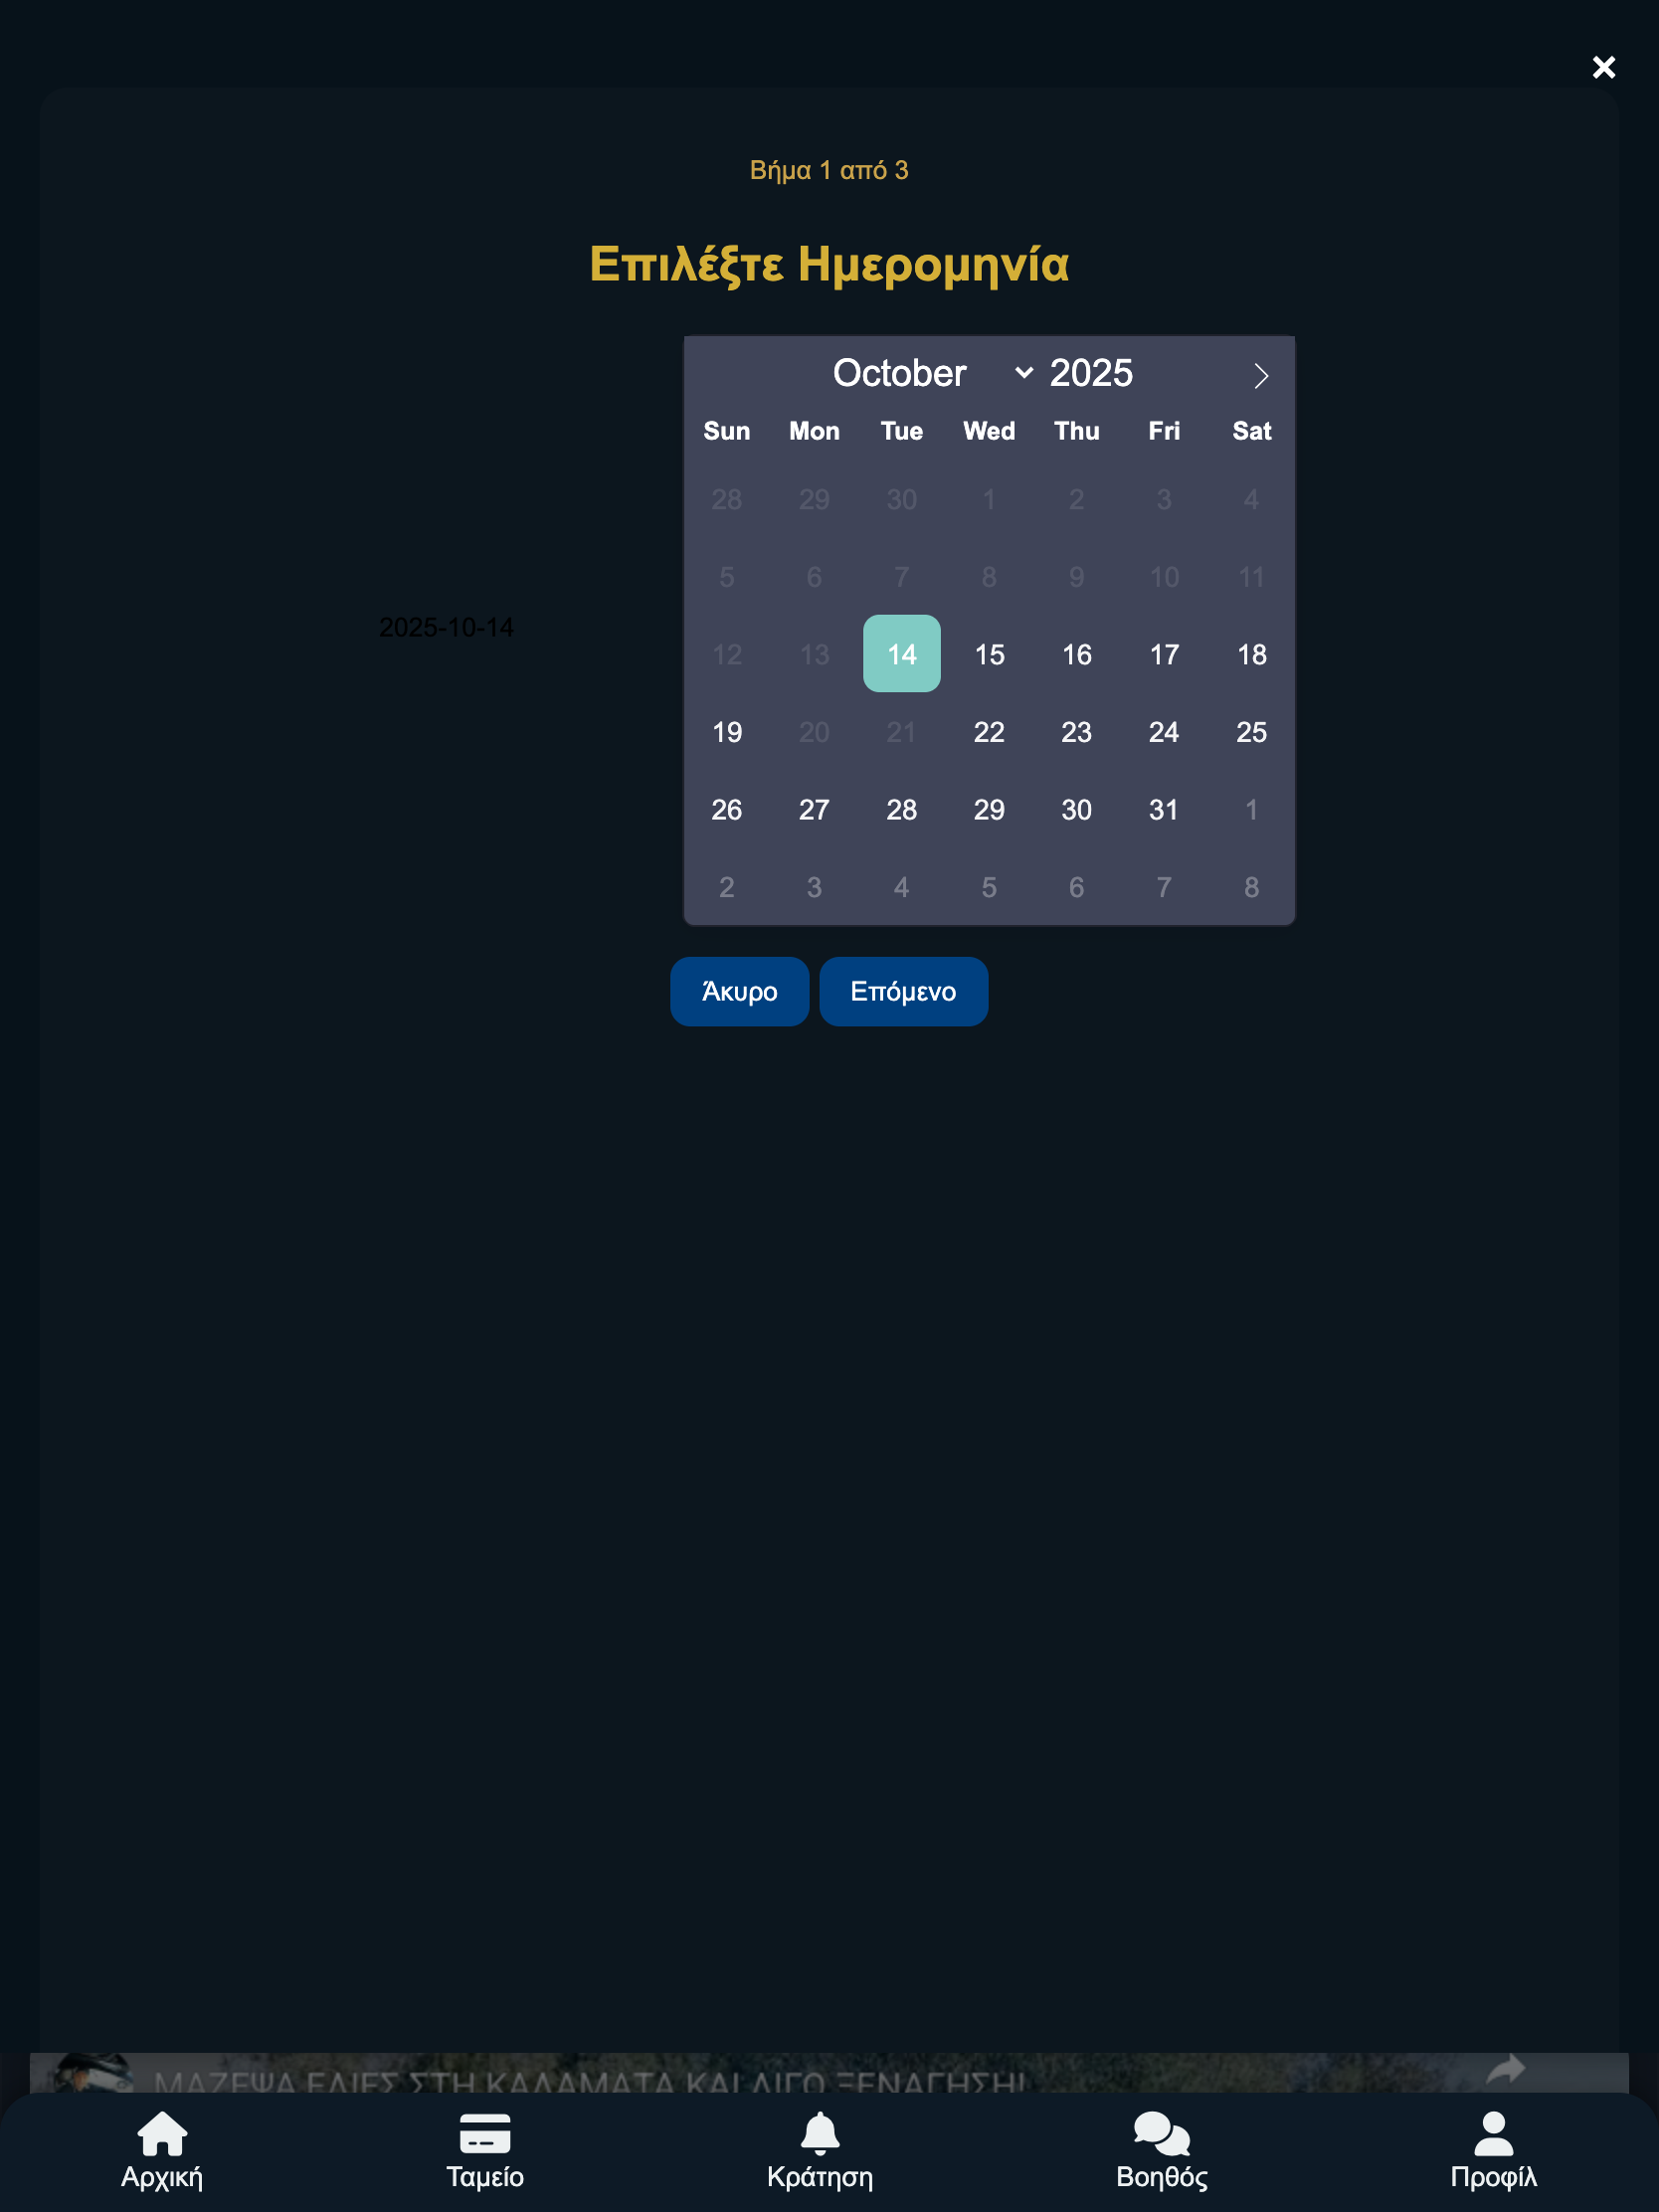 Βήμα 1 από 3
Επιλέξτε Ημερομηνία
October 2025
Sun Mon Tue Wed Thu Fri Sat
28 29 30 1 2 3 4
5 6 7 8 9 10 11
2025-10-14
12 13 14 15 16 17 18
19 20 21 22 23 24 25
26 27 28 29 30 31 1
2 3 4 5 6 7 8
Άκυρο Επόμενο
ΜΑΖΕΨΑ ΕΛΙΕΣ ΣΤΗ ΚΑΛΑΜΑΤΑ ΚΑΙ ΛΙΓΟ ΞΕΝΑΓΗΣΗ!
Αρχική Ταμείο Κράτηση Βοηθός Προφίλ